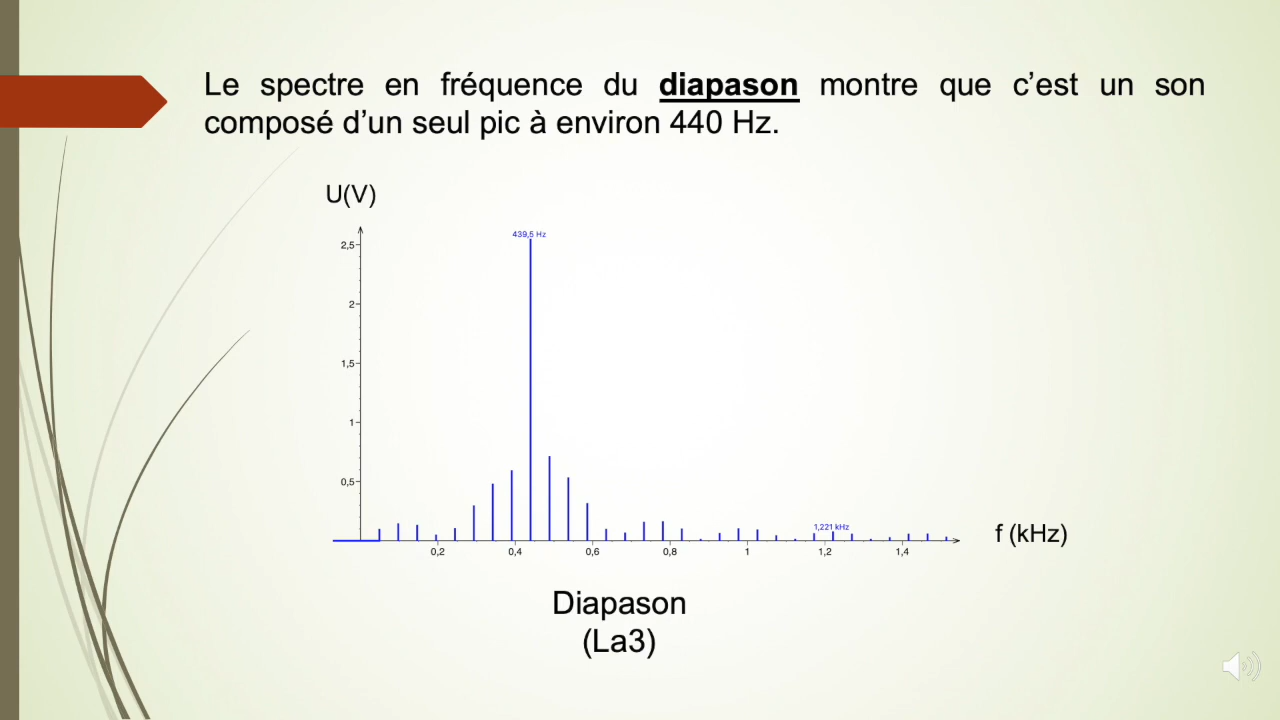 Le spectre en fréquence du diapason montre que c’est un son
composé d’un seul pic à environ 440 Hz.
U(V)
439,5 Hz
2,5
2
1,5
1
0,5
1,221 kHz
f (kHz)
0,2 0,4 0,6 0,8 1 1,2 1,4
Diapason
(La3)